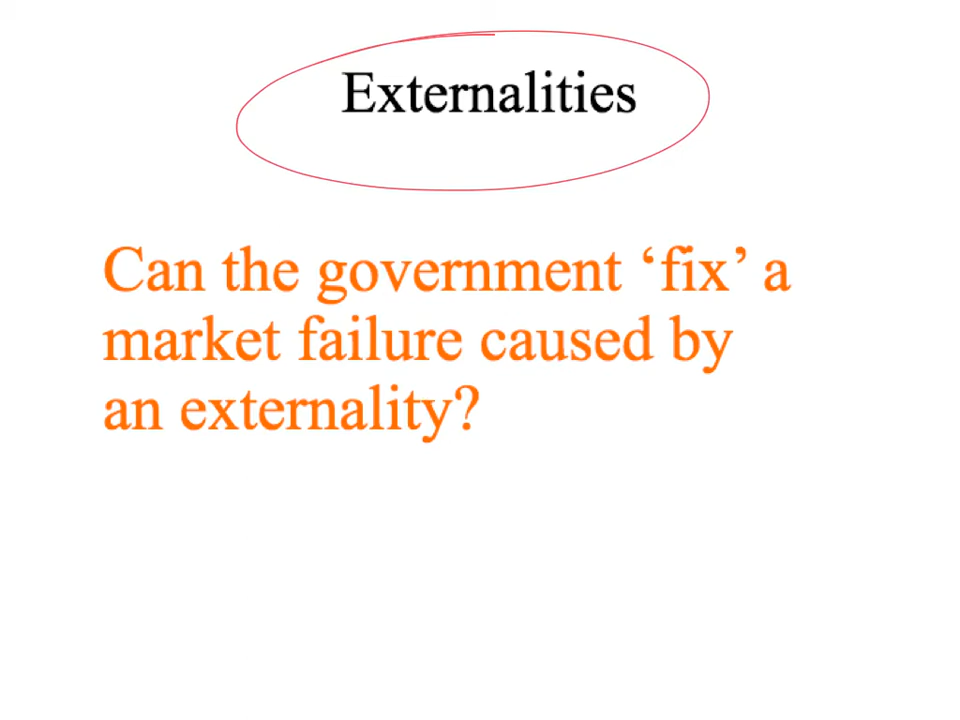 Externalities
Can the government ‘fix’ a
market failure caused by
an externality?